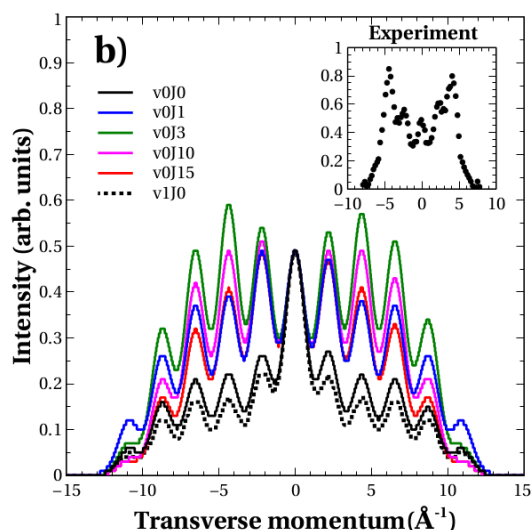 b)
Experiment
1
0.8
0.6
0.4
0.2
0
−10
−5
0
5
10
v0J0
v0J1
v0J3
v0J10
v0J15
v1J0
Intensity (arb. units)
1
0.9
0.8
0.7
0.6
0.5
0.4
0.3
0.2
0.1
0
−15
−10
−5
0
5
10
15
Transverse momentum(Å⁻¹)